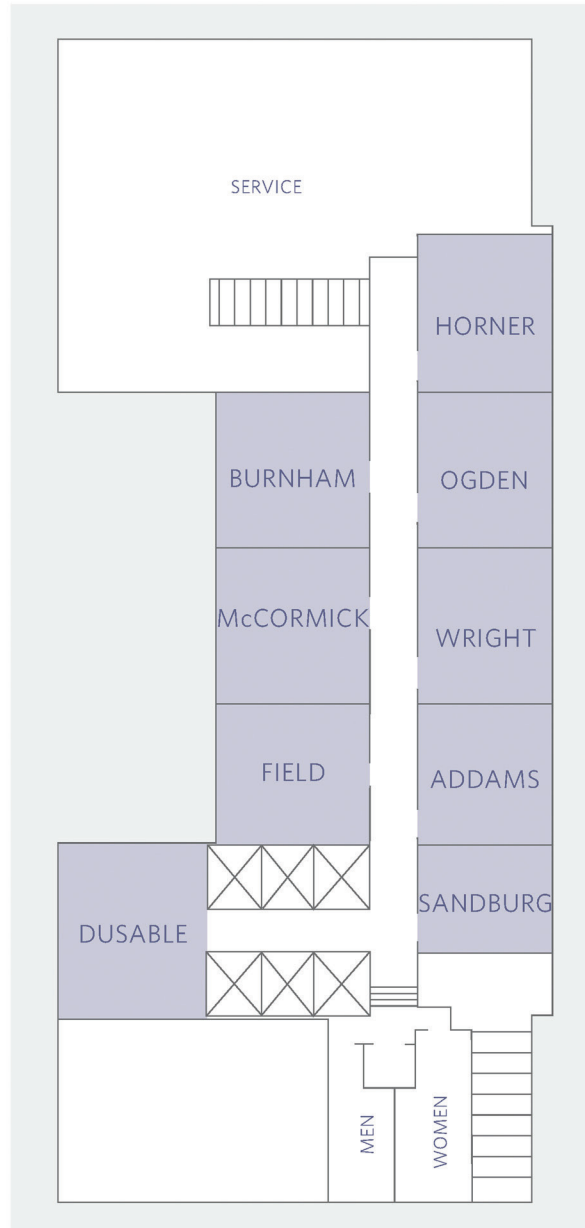 SERVICE
HORNER
BURNHAM
OGDEN
McCORMICK
WRIGHT
FIELD
ADDAMS
SANDBURG
DUSABLE
MEN
WOMEN